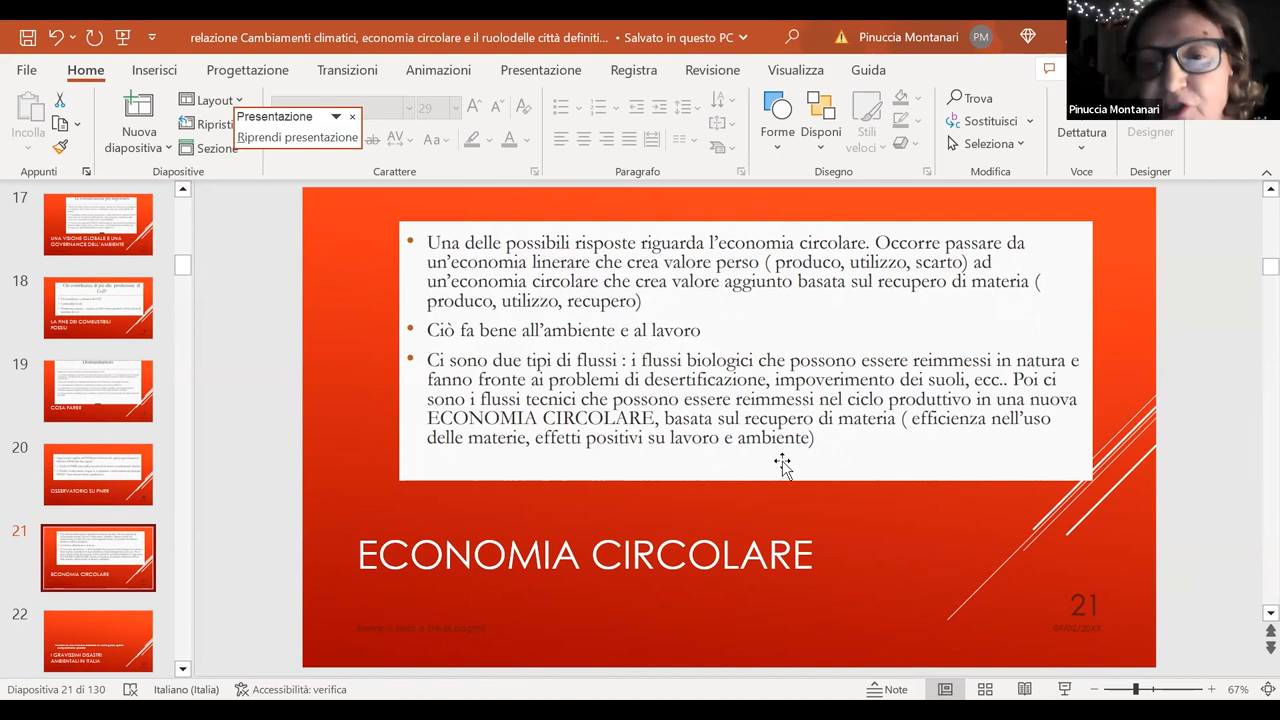 relazione Cambiamenti climatici, economia circolare e il ruolodelle città definiti... • Salvato in questo PC
Pinuccia Montanari PM
File Home Inserisci Progettazione Transizioni Animazioni Presentazione Registra Revisione Visualizza Guida
Pinuccia Montanari
Incolla
Nuova
diapositiva
Layout
Ripristi
Sezione
Presentazione
Riprendi presentazione
29
Forme
Disponi
Stili
veloci
Trova
Sostituisci
Seleziona
Dettatura
Designer
Appunti Diapositive Carattere Paragrafo Disegno Modifica Voce Designer
17
UNA VISIONE GLOBALE E UNA
GOVERNANCE DELL'AMBIENTE
18
LA FINE DEI COMBUSTIBILI
FOSSILI
19
COSA FARE?
20
OSSERVATORIO SU PNRR
21
ECONOMIA CIRCOLARE
22
I GRAVISSIMI DISASTRI
AMBIENTALI IN ITALIA
• Una delle possibili risposte riguarda l'economia circolare. Occorre passare da
un'economia linerare che crea valore perso ( produco, utilizzo, scarto) ad
un'economia circolare che crea valore aggiunto basata sul recupero di materia (
produco, utilizzo, recupero)
• Ciò fa bene all'ambiente e al lavoro
• Ci sono due tipi di flussi : i flussi biologici che possono essere reimmessi in natura e
fanno fronte ai problemi di desertificazione, impoverimento dei suoli, ecc.. Poi ci
sono i flussi tecnici che possono essere reimmessi nel ciclo produttivo in una nuova
ECONOMIA CIRCOLARE, basata sul recupero di materia ( efficienza nell'uso
delle materie, effetti positivi su lavoro e ambiente)
ECONOMIA CIRCOLARE
21
Diapositiva 21 di 130 Italiano (Italia) Accessibilità: verifica Note 67%